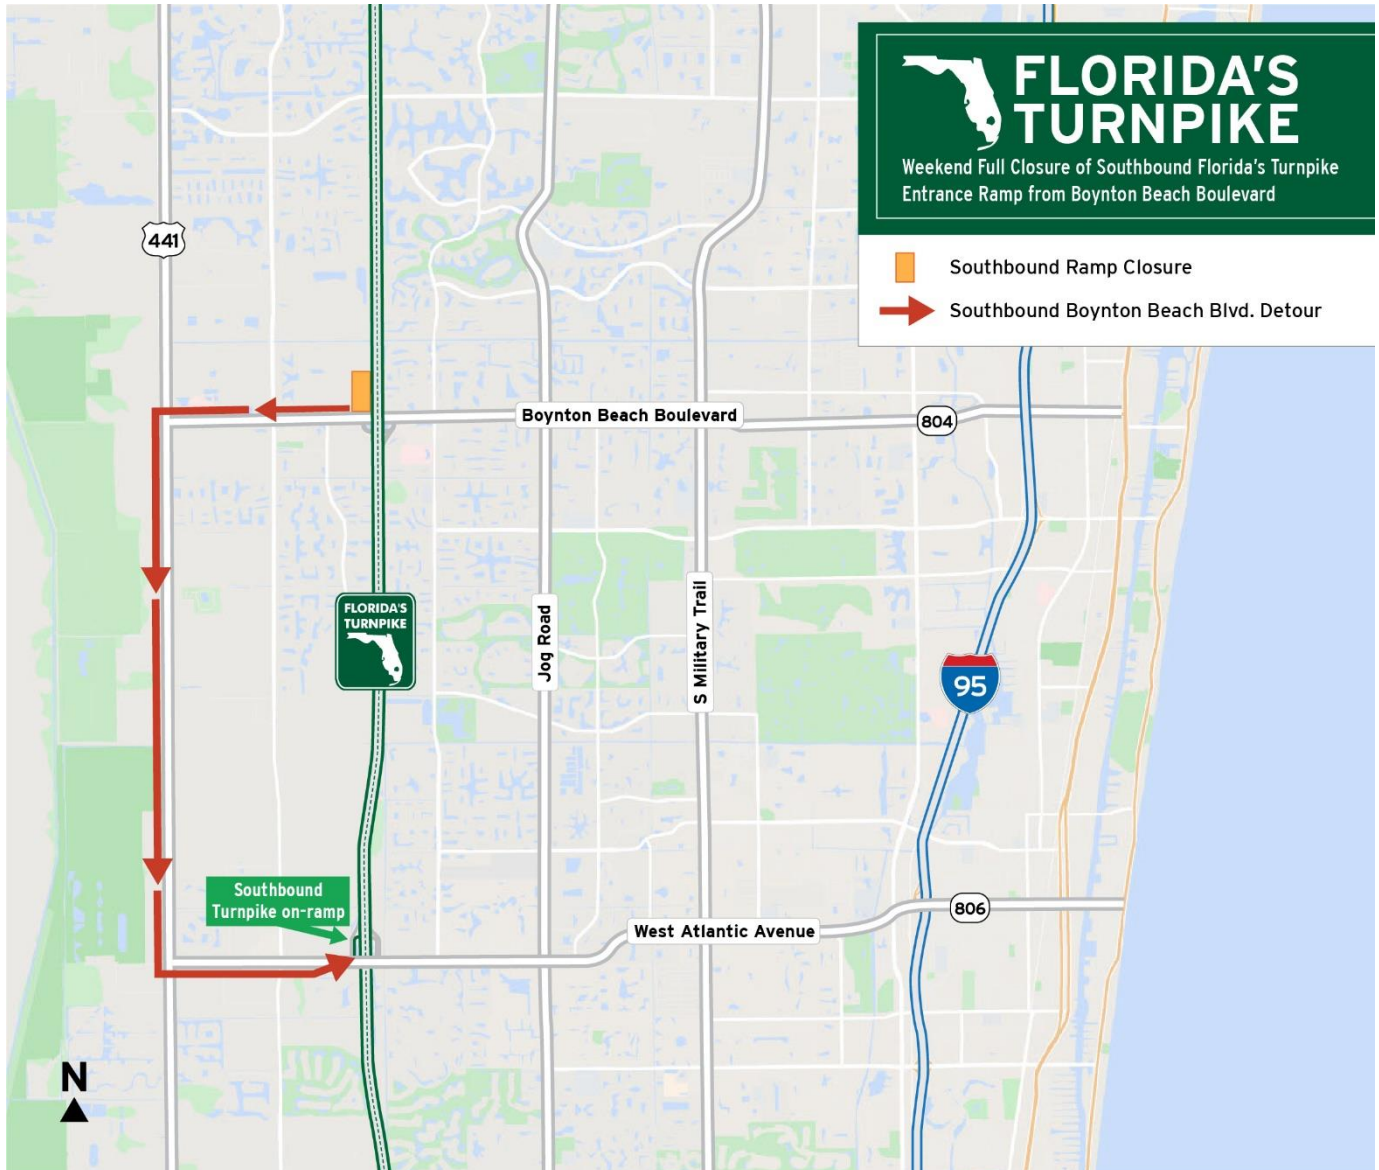 FLORIDA'S
TURNPIKE
Weekend Full Closure of Southbound Florida's Turnpike
Entrance Ramp from Boynton Beach Boulevard
Southbound Ramp Closure
Southbound Boynton Beach Blvd. Detour
441
Boynton Beach Boulevard
804
FLORIDA'S
TURNPIKE
Jog Road
S Military Trail
95
Southbound
Turnpike on-ramp
806
West Atlantic Avenue
N